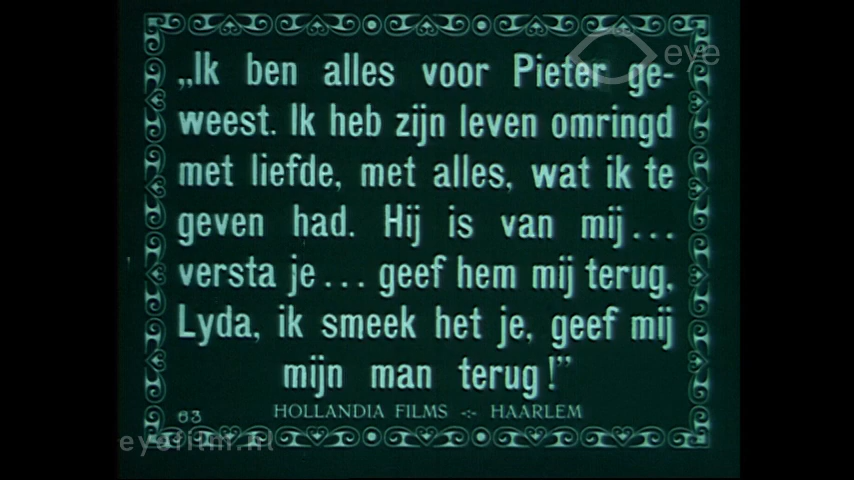 eye
„Ik ben alles voor Pieter ge-
weest. Ik heb zijn leven omringd
met liefde, met alles, wat ik te
geven had. Hij is van mij...
versta je... geef hem mij terug,
Lyda, ik smeek het je, geef mij
mijn man terug!”
63
HOLLANDIA FILMS -:- HAARLEM
eyefilm.nl